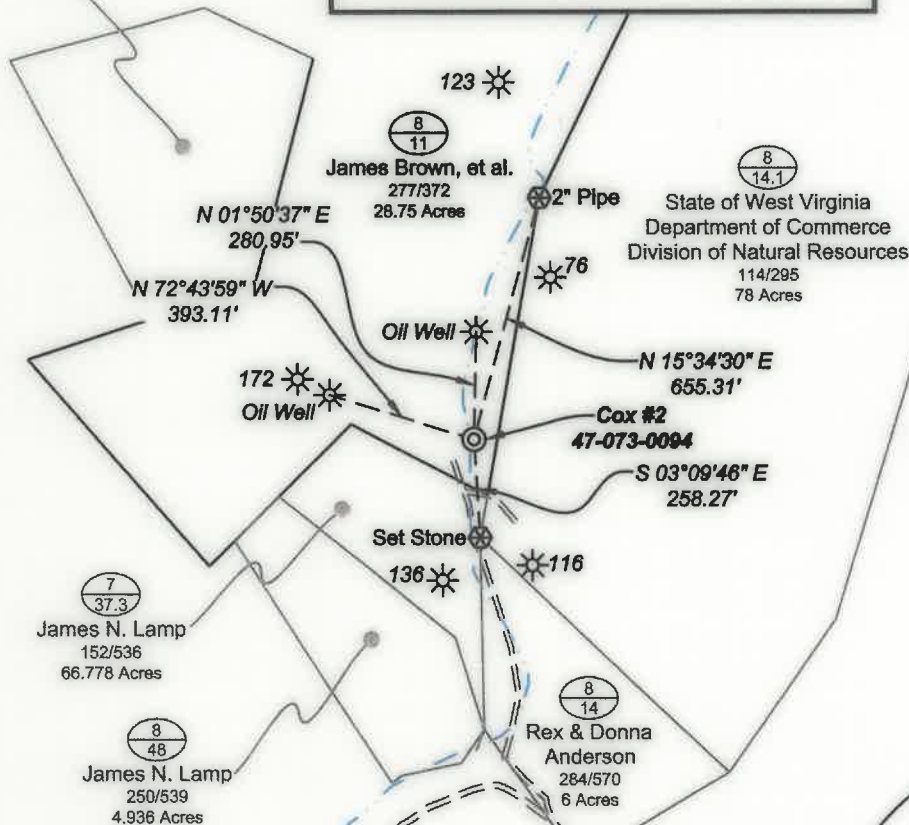 123
8
11
James Brown, et al.
277/372
28.75 Acres
2" Pipe
8
14.1
State of West Virginia
Department of Commerce
Division of Natural Resources
114/295
78 Acres
N 01°50'37" E
280.95'
76
N 72°43'59" W
393.11'
Oil Well
N 15°34'30" E
655.31'
172
Oil Well
Cox #2
47-073-0094
S 03°09'46" E
258.27'
Set Stone
136
116
7
37.3
James N. Lamp
152/536
66.778 Acres
8
14
Rex & Donna
Anderson
284/570
6 Acres
8
48
James N. Lamp
250/539
4.936 Acres